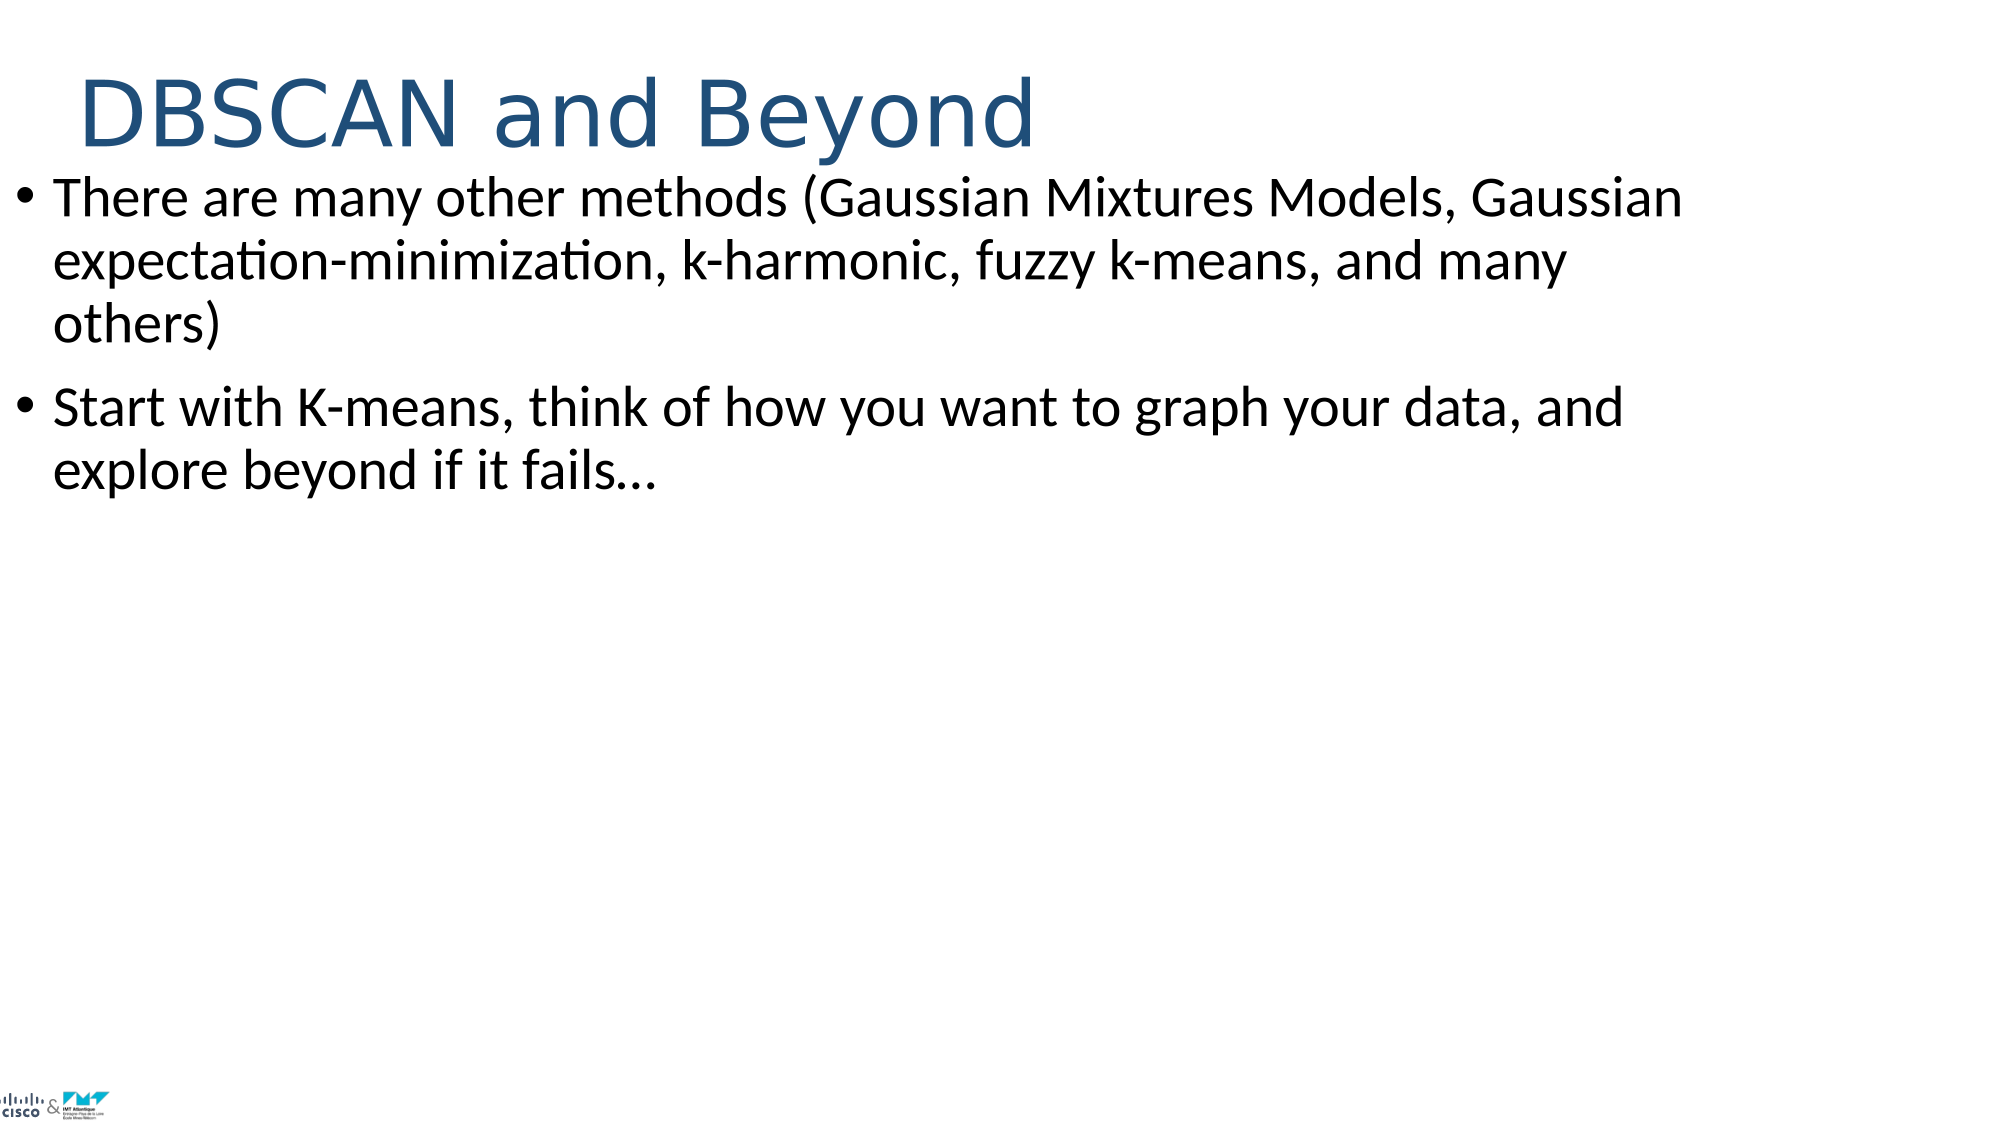 DBSCAN and Beyond
• There are many other methods (Gaussian Mixtures Models, Gaussian
expectation-minimization, k-harmonic, fuzzy k-means, and many
others)
• Start with K-means, think of how you want to graph your data, and
explore beyond if it fails…
CISCO & IMT Atlantique